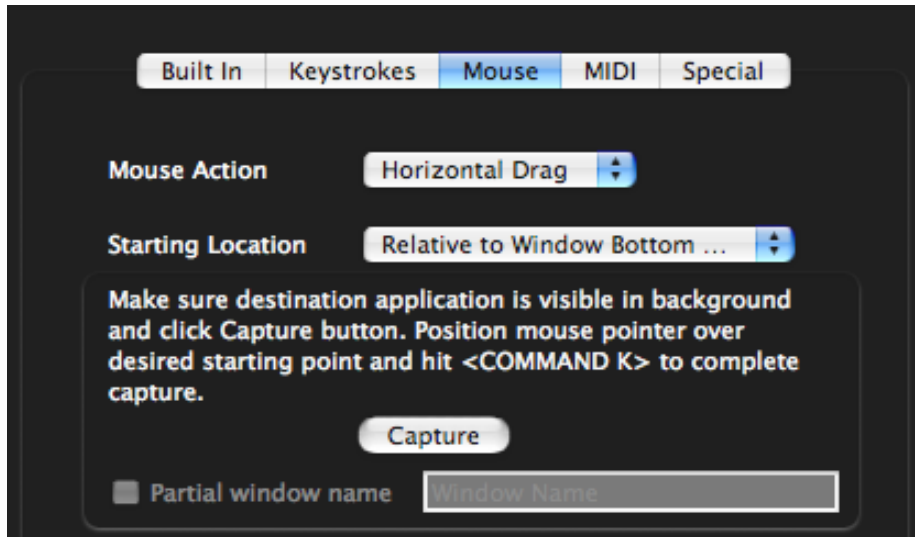 Built In Keystrokes Mouse MIDI Special
Mouse Action Horizontal Drag
Starting Location Relative to Window Bottom ...
Make sure destination application is visible in background
and click Capture button. Position mouse pointer over
desired starting point and hit <COMMAND K> to complete
capture.
Capture
Partial window name Window Name